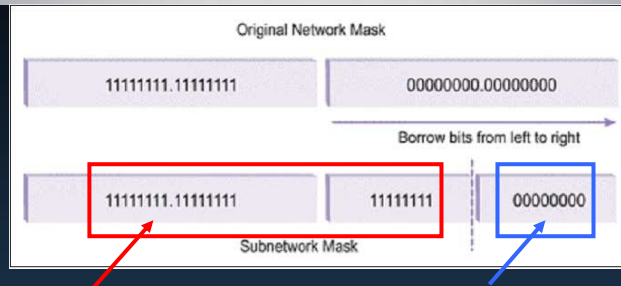 Original Network Mask
11111111.11111111 00000000.00000000
Borrow bits from left to right
11111111.11111111 11111111 00000000
Subnetwork Mask